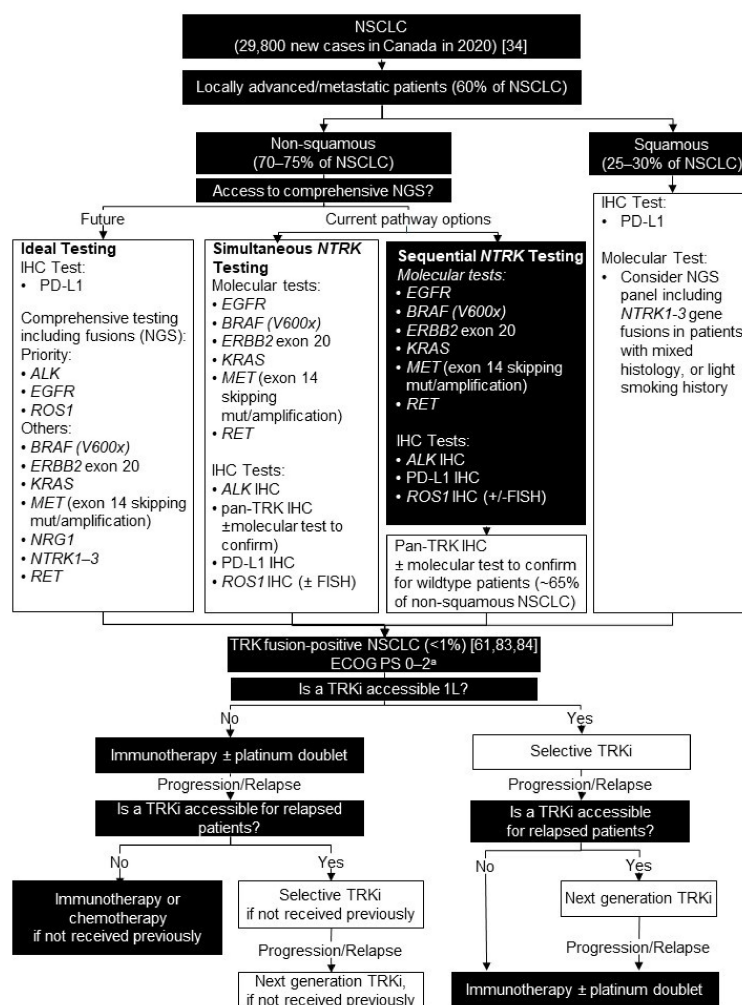 NSCLC
(29,800 new cases in Canada in 2020) [34]
Locally advanced/metastatic patients (60% of NSCLC)
Non-squamous
(70–75% of NSCLC)
Squamous
(25–30% of NSCLC)
Access to comprehensive NGS?
Future
Current pathway options
Ideal Testing
IHC Test:
• PD-L1
Comprehensive testing
including fusions (NGS):
Priority:
• ALK
• EGFR
• ROS1
Others:
• BRAF (V600x)
• ERBB2 exon 20
• KRAS
• MET (exon 14 skipping
mut/amplification)
• NRG1
• NTRK1–3
• RET
Simultaneous NTRK
Testing
Molecular tests:
• EGFR
• BRAF (V600x)
• ERBB2 exon 20
• KRAS
• MET (exon 14
skipping
mut/amplification)
• RET
IHC Tests:
• ALK IHC
• pan-TRK IHC
±molecular test to
confirm)
• PD-L1 IHC
• ROS1 IHC (± FISH)
Sequential NTRK Testing
Molecular tests:
• EGFR
• BRAF (V600x)
• ERBB2 exon 20
• KRAS
• MET (exon 14 skipping
mut/amplification)
• RET
IHC Tests:
• ALK IHC
• PD-L1 IHC
• ROS1 IHC (+/-FISH)
Pan-TRK IHC
± molecular test to confirm
for wildtype patients (~65%
of non-squamous NSCLC)
IHC Test:
• PD-L1
Molecular Test:
• Consider NGS
panel including
NTRK1-3 gene
fusions in patients
with mixed
histology, or light
smoking history
TRK fusion-positive NSCLC (<1%) [61,83,84]
ECOG PS 0–2ª
Is a TRKi accessible 1L?
No
Yes
Immunotherapy ± platinum doublet
Selective TRKi
Progression/Relapse
Progression/Relapse
Is a TRKi accessible for relapsed
patients?
Is a TRKi accessible
for relapsed patients?
No
Yes
No
Yes
Immunotherapy or
chemotherapy
if not received previously
Selective TRKi
if not received previously
Next generation TRKi
Progression/Relapse
Progression/Relapse
Next generation TRKi,
if not received previously
Immunotherapy ± platinum doublet